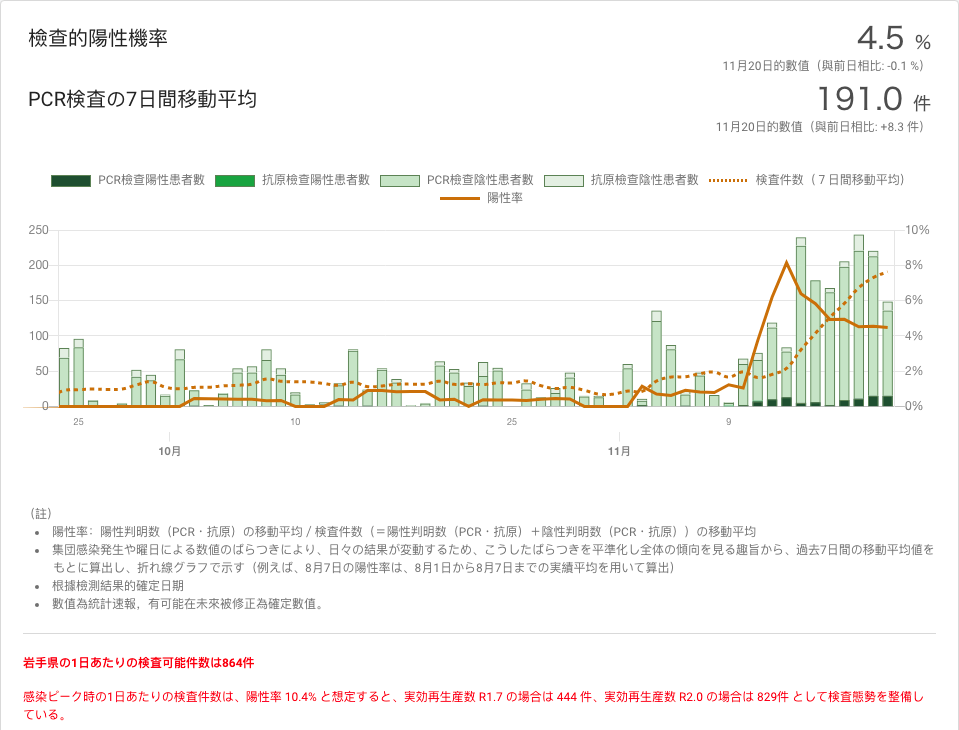 檢查的陽性機率
4.5 %
11月20日的數值（與前日相比: -0.1 %）
PCR検査の7日間移動平均
191.0 件
11月20日的數值（與前日相比: +8.3 件）
PCR檢查陽性患者數 抗原檢查陽性患者數 PCR檢查陰性患者數 抗原檢查陰性患者數 検査件数（７日間移動平均）
陽性率
250 10%
200 8%
150 6%
100 4%
50 2%
0 0%
25 10 25 9
10月 11月
（註）
• 陽性率：陽性判明数（PCR・抗原）の移動平均 / 検査件数（＝陽性判明数（PCR・抗原）＋陰性判明数（PCR・抗原））の移動平均
• 集団感染発生や曜日による数値のばらつきにより、日々の結果が変動するため、こうしたばらつきを平準化し全体の傾向を見る趣旨から、過去7日間の移動平均値を
もとに算出し、折れ線グラフで示す（例えば、8月7日の陽性率は、8月1日から8月7日までの実績平均を用いて算出）
• 根據檢測結果的確定日期
• 數值為統計速報，有可能在未來被修正為確定數值。
岩手県の1日あたりの検査可能件数は864件
感染ピーク時の1日あたりの検査件数は、陽性率 10.4% と想定すると、実効再生産数 R1.7 の場合は 444 件、実効再生産数 R2.0 の場合は 829件 として検査態勢を整備し
ている。